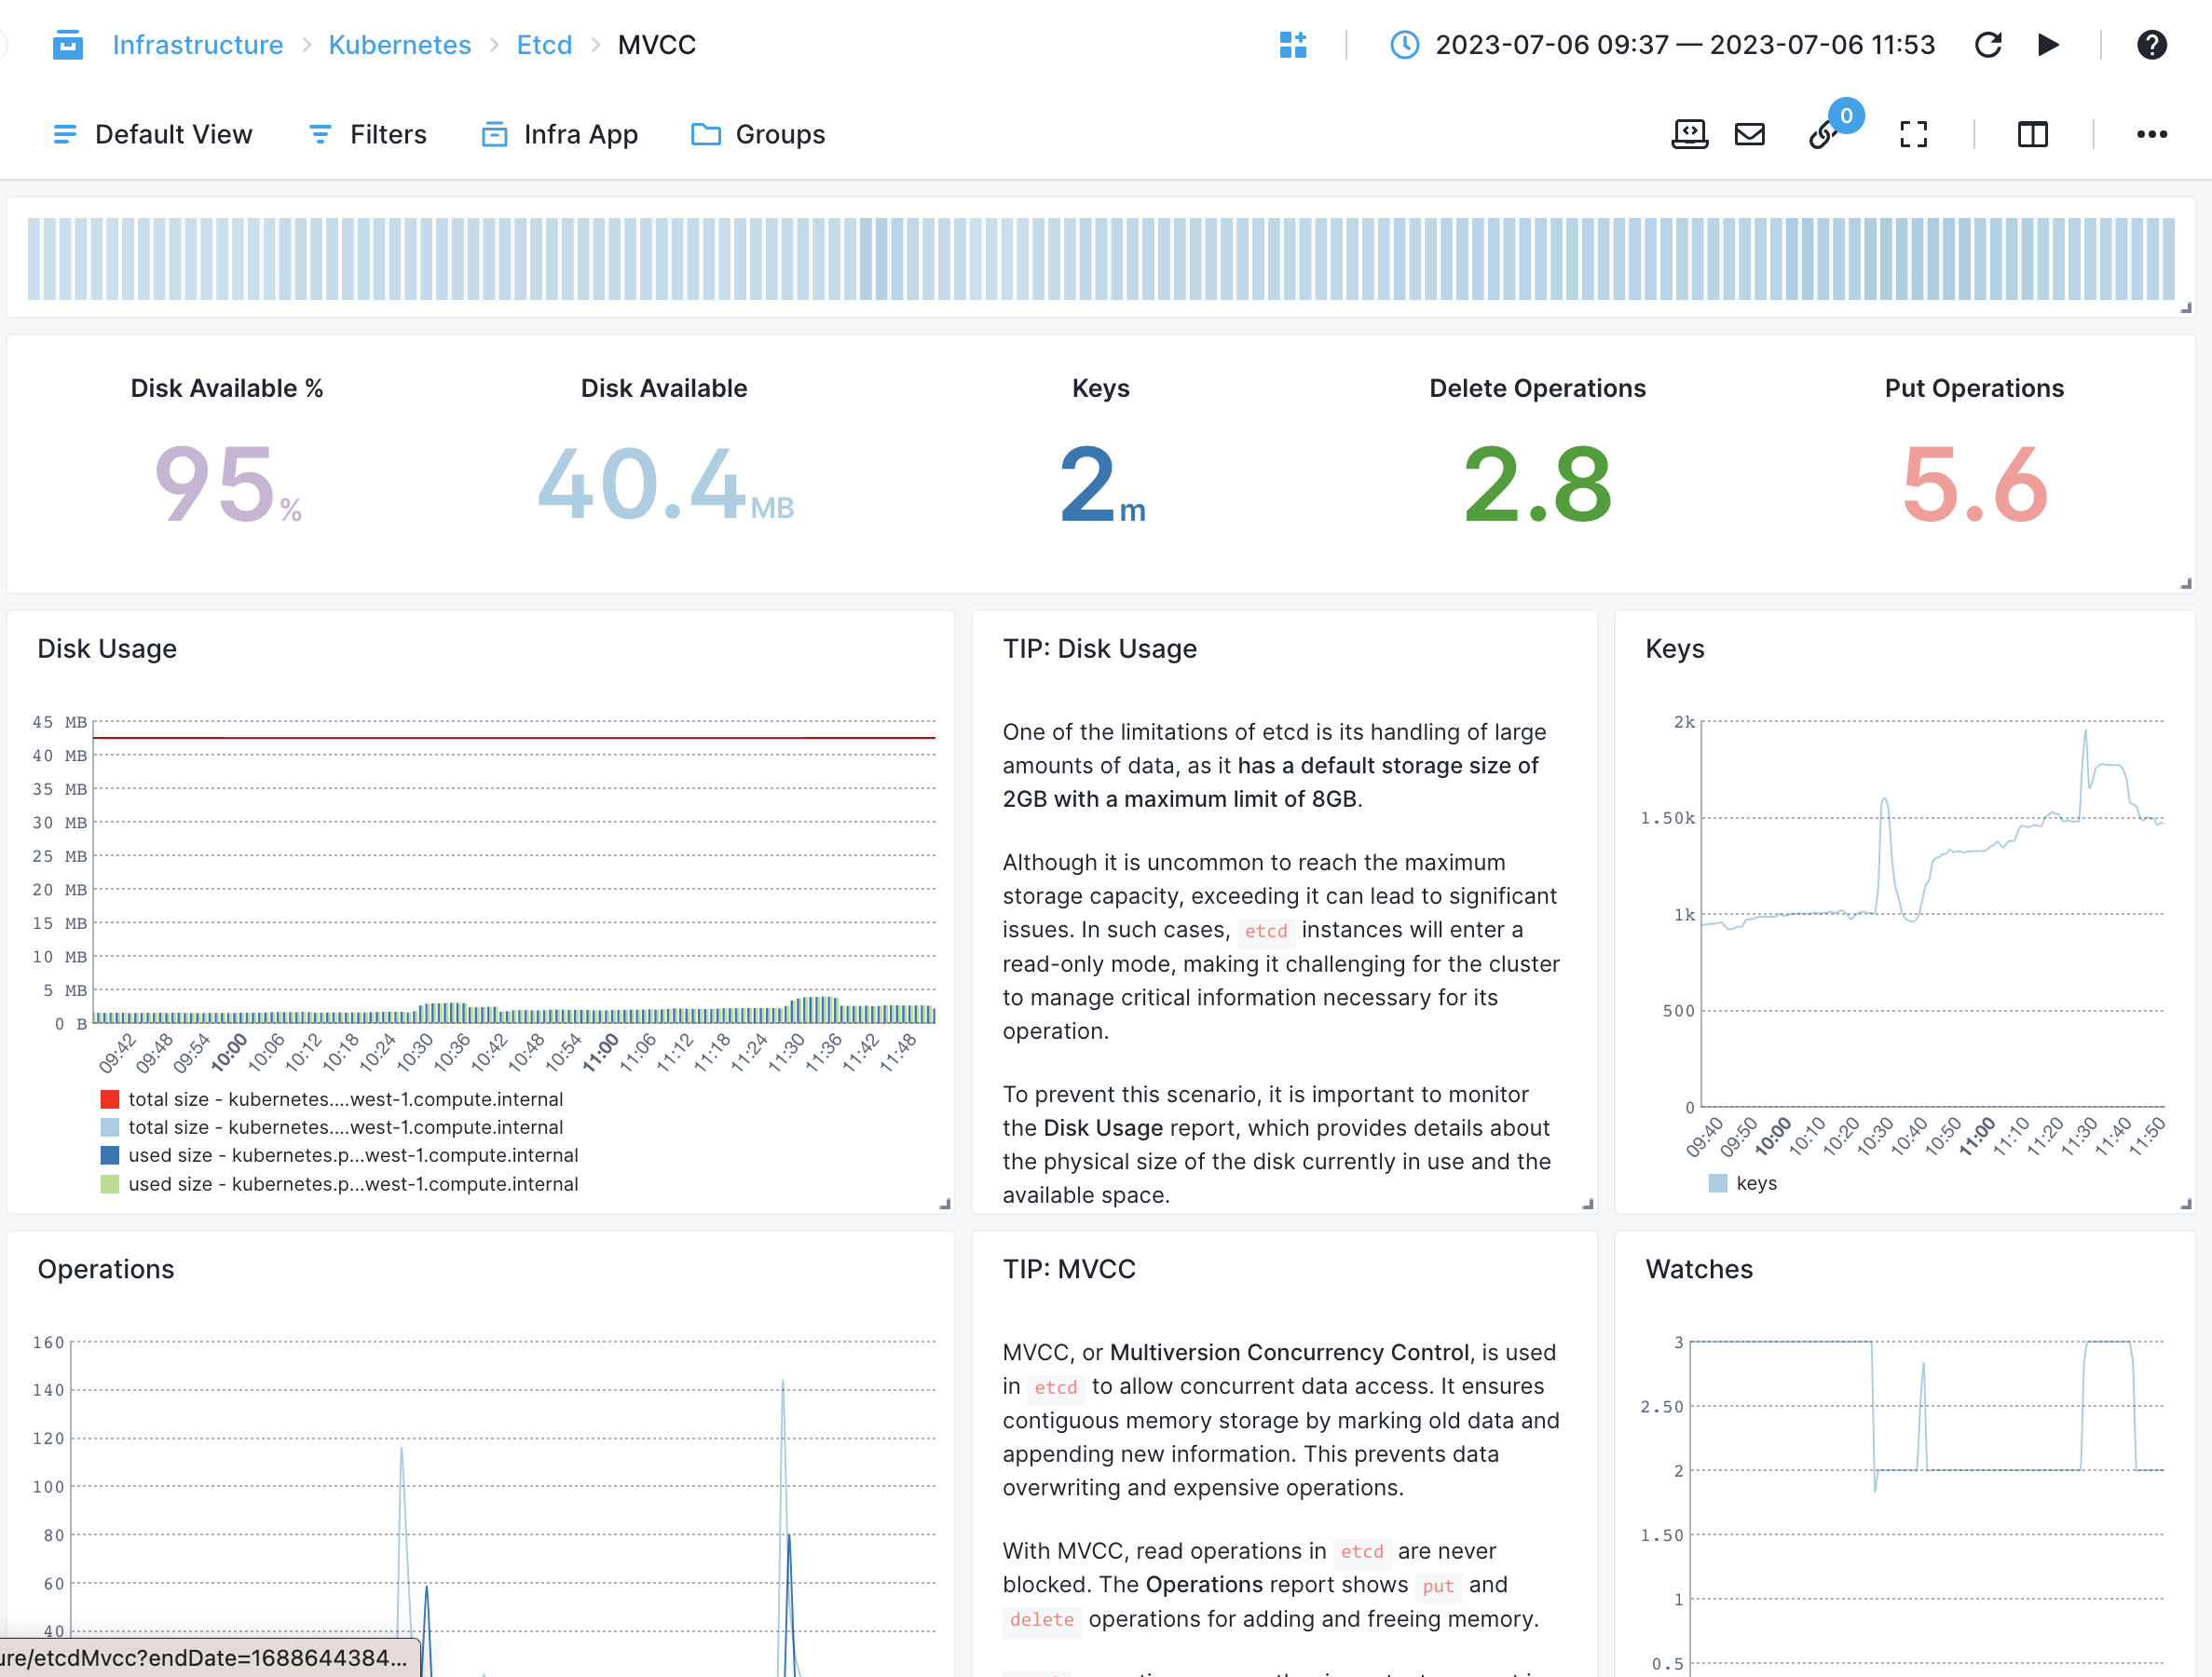 Infrastructure > Kubernetes > Etcd > MVCC
2023-07-06 09:37 — 2023-07-06 11:53
Default View
Filters
Infra App
Groups
0
Disk Available %
95 %
Disk Available
40.4 MB
Keys
2 m
Delete Operations
2.8
Put Operations
5.6
Disk Usage
45 MB
40 MB
35 MB
30 MB
25 MB
20 MB
15 MB
10 MB
5 MB
0 B
09:42 09:48 09:54 10:00 10:06 10:12 10:18 10:24 10:30 10:36 10:42 10:48 10:54 11:00 11:06 11:12 11:18 11:24 11:30 11:36 11:42 11:48
total size - kubernetes....west-1.compute.internal
total size - kubernetes....west-1.compute.internal
used size - kubernetes.p...west-1.compute.internal
used size - kubernetes.p...west-1.compute.internal
TIP: Disk Usage
One of the limitations of etcd is its handling of large
amounts of data, as it has a default storage size of
2GB with a maximum limit of 8GB.
Although it is uncommon to reach the maximum
storage capacity, exceeding it can lead to significant
issues. In such cases, etcd instances will enter a
read-only mode, making it challenging for the cluster
to manage critical information necessary for its
operation.
To prevent this scenario, it is important to monitor
the Disk Usage report, which provides details about
the physical size of the disk currently in use and the
available space.
Keys
2k
1.50k
1k
500
0
09:40 09:50 10:00 10:10 10:20 10:30 10:40 10:50 11:00 11:10 11:20 11:30 11:40 11:50
keys
Operations
160
140
120
100
80
60
40
ure/etcdMvcc?endDate=1688644384...
TIP: MVCC
MVCC, or Multiversion Concurrency Control, is used
in etcd to allow concurrent data access. It ensures
contiguous memory storage by marking old data and
appending new information. This prevents data
overwriting and expensive operations.
With MVCC, read operations in etcd are never
blocked. The Operations report shows put and
delete operations for adding and freeing memory.
Watches
3
2.50
2
1.50
1
0.5